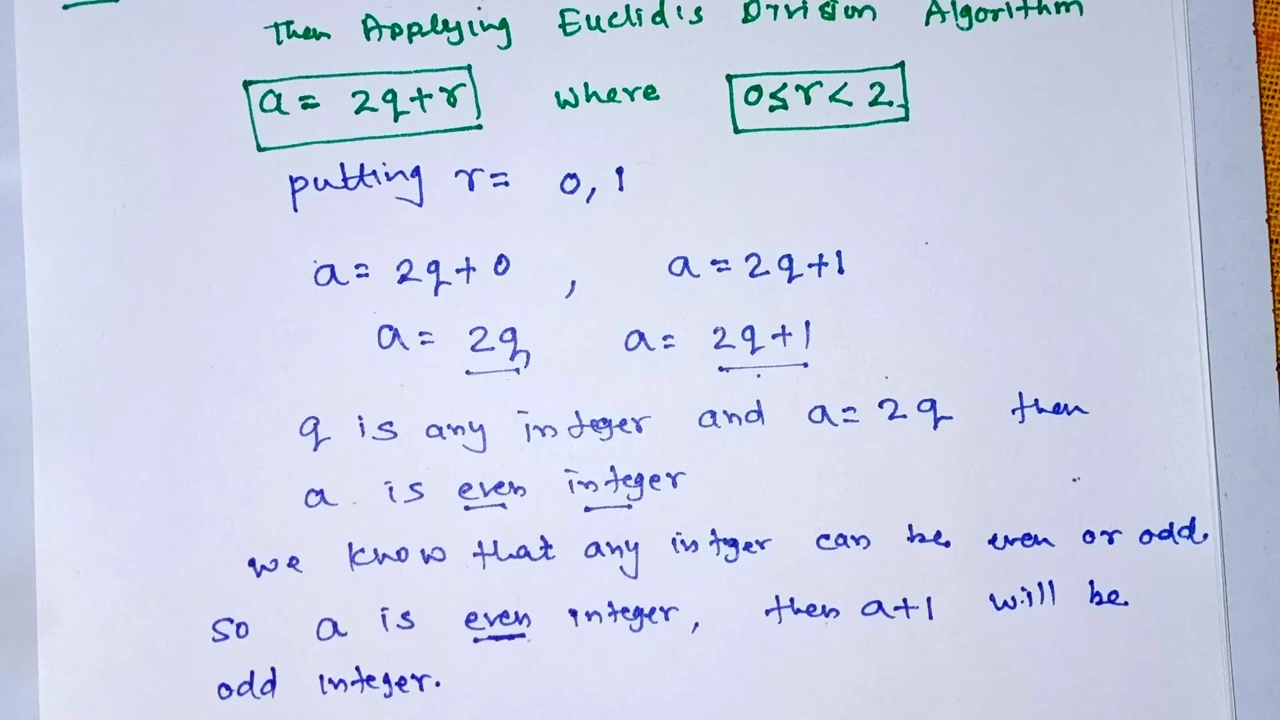 Then Applying Euclid's Division Algorithm
a = 2q+r where 0≤r<2
putting r= 0, 1
a= 2q+0 , a=2q+1
a= 2q a= 2q+1
q is any integer and a=2q then
a is even integer
we know that any integer can be even or odd.
so a is even integer, then a+1 will be
odd integer.